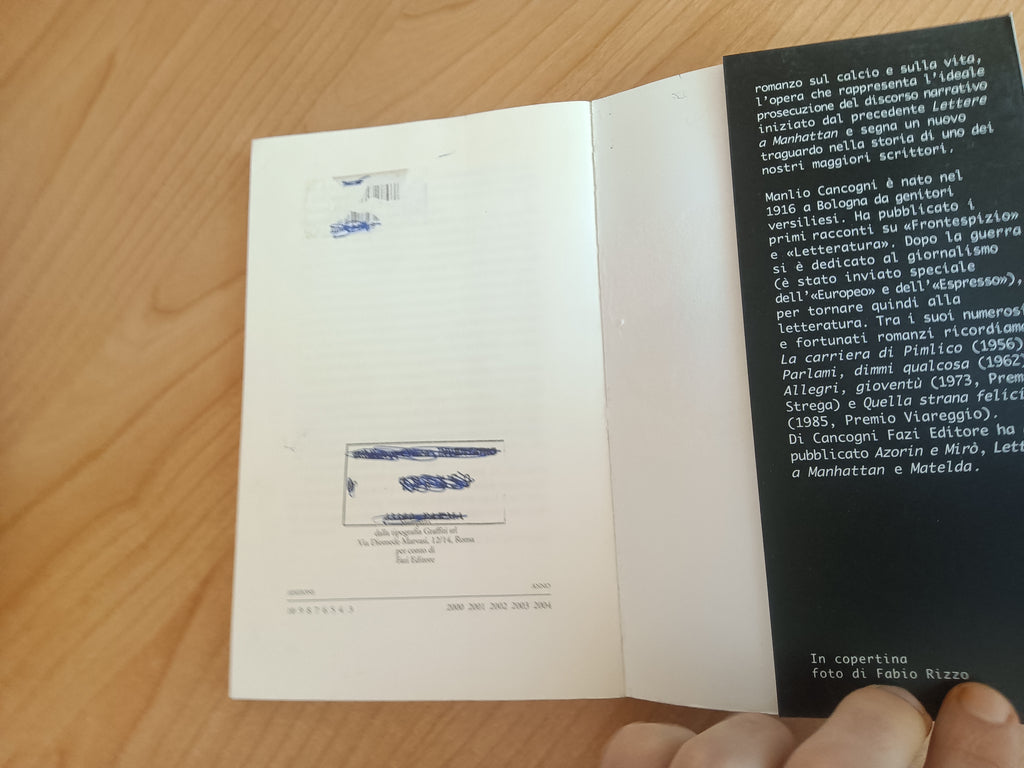 dalla tipografia Graffiti srl
Via Diomede Marvasi, 12/14, Roma
per conto di
Fazi Editore
EDIZIONE
ANNO
10 9 8 7 6 5 4 3
2000 2001 2002 2003 2004
romanzo sul calcio e sulla vita,
l'opera che rappresenta l'ideale
prosecuzione del discorso narrativo
iniziato dal precedente Lettere
a Manhattan e segna un nuovo
traguardo nella storia di uno dei
nostri maggiori scrittori.
Manlio Cancogni è nato nel
1916 a Bologna da genitori
versiliesi. Ha pubblicato i
primi racconti su «Frontespizio»
e «Letteratura». Dopo la guerra
si è dedicato al giornalismo
(è stato inviato speciale
dell'«Europeo» e dell'«Espresso»),
per tornare quindi alla
letteratura. Tra i suoi numerosi
e fortunati romanzi ricordiamo
La carriera di Pimlico (1956)
Parlami, dimmi qualcosa (1962)
Allegri, gioventù (1973, Prem
Strega) e Quella strana felici
(1985, Premio Viareggio).
Di Cancogni Fazi Editore ha
pubblicato Azorin e Mirò, Lett
a Manhattan e Matelda.
In copertina
foto di Fabio Rizzo